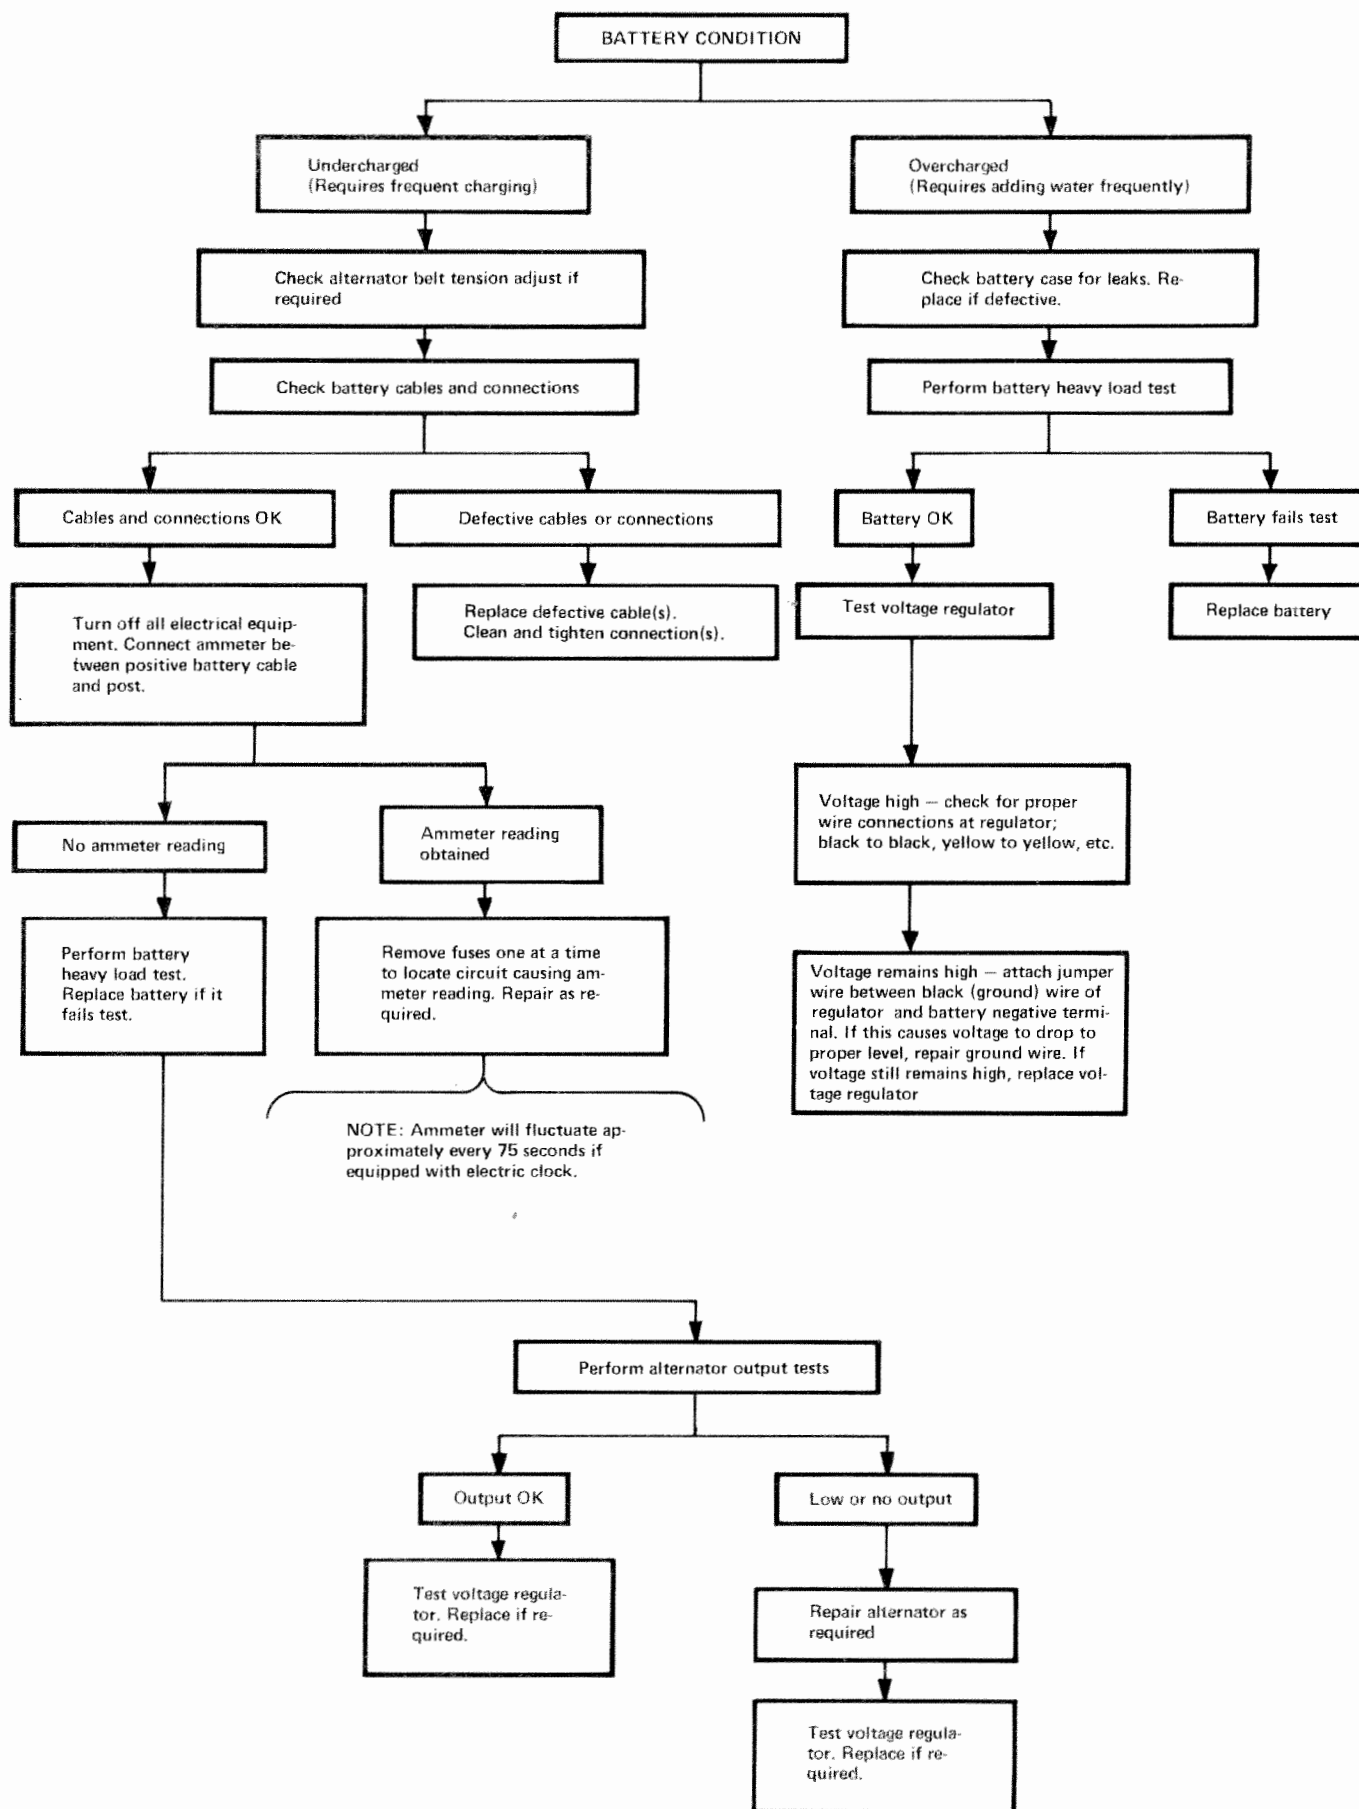 BATTERY CONDITION
Undercharged
(Requires frequent charging)
Overcharged
(Requires adding water frequently)
Check alternator belt tension adjust if
required
Check battery case for leaks. Re-
place if defective.
Check battery cables and connections
Perform battery heavy load test
Cables and connections OK
Defective cables or connections
Battery OK
Battery fails test
Turn off all electrical equip-
ment. Connect ammeter be-
tween positive battery cable
and post.
Replace defective cable(s).
Clean and tighten connection(s).
Test voltage regulator
Replace battery
No ammeter reading
Ammeter reading
obtained
Voltage high — check for proper
wire connections at regulator;
black to black, yellow to yellow, etc.
Perform battery
heavy load test.
Replace battery if it
fails test.
Remove fuses one at a time
to locate circuit causing am-
meter reading. Repair as re-
quired.
Voltage remains high — attach jumper
wire between black (ground) wire of
regulator and battery negative termi-
nal. If this causes voltage to drop to
proper level, repair ground wire. If
voltage still remains high, replace vol-
tage regulator
NOTE: Ammeter will fluctuate ap-
proximately every 75 seconds if
equipped with electric clock.
Perform alternator output tests
Output OK
Low or no output
Test voltage regula-
tor. Replace if re-
quired.
Repair alternator as
required
Test voltage regula-
tor. Replace if re-
quired.